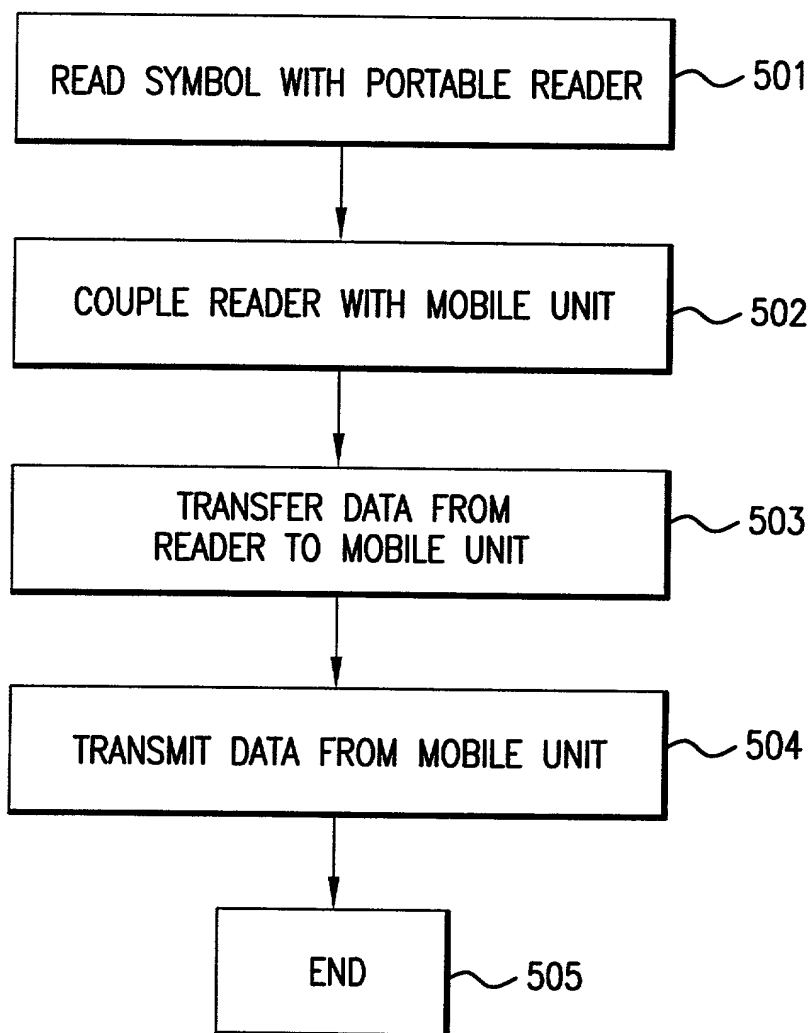 READ SYMBOL WITH PORTABLE READER
501
COUPLE READER WITH MOBILE UNIT
502
TRANSFER DATA FROM
READER TO MOBILE UNIT
503
TRANSMIT DATA FROM MOBILE UNIT
504
END
505